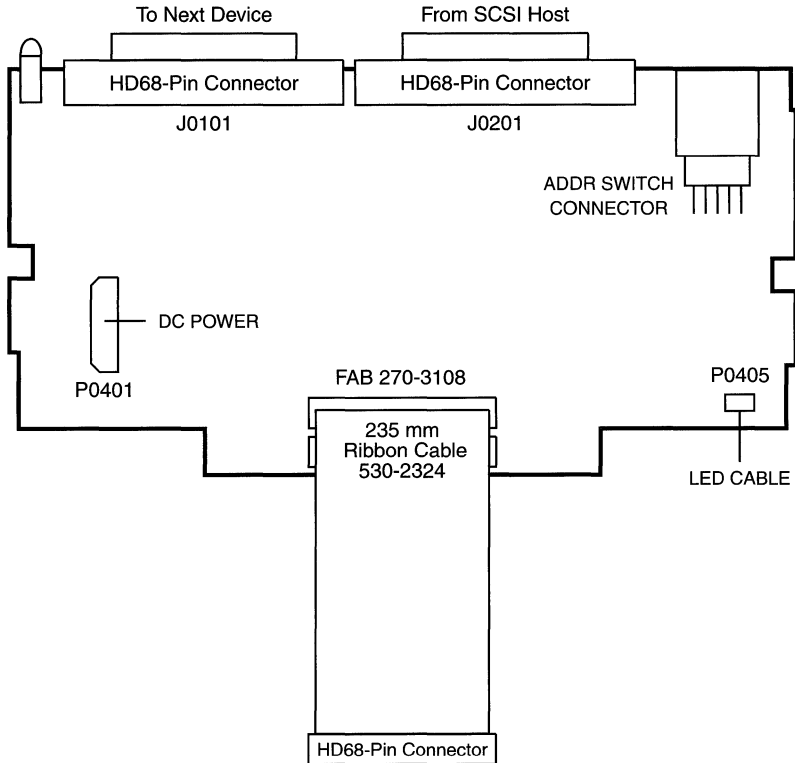 To Next Device
From SCSI Host
HD68-Pin Connector
HD68-Pin Connector
J0101
J0201
ADDR SWITCH
CONNECTOR
DC POWER
P0401
FAB 270-3108
P0405
235 mm
Ribbon Cable
530-2324
LED CABLE
HD68-Pin Connector